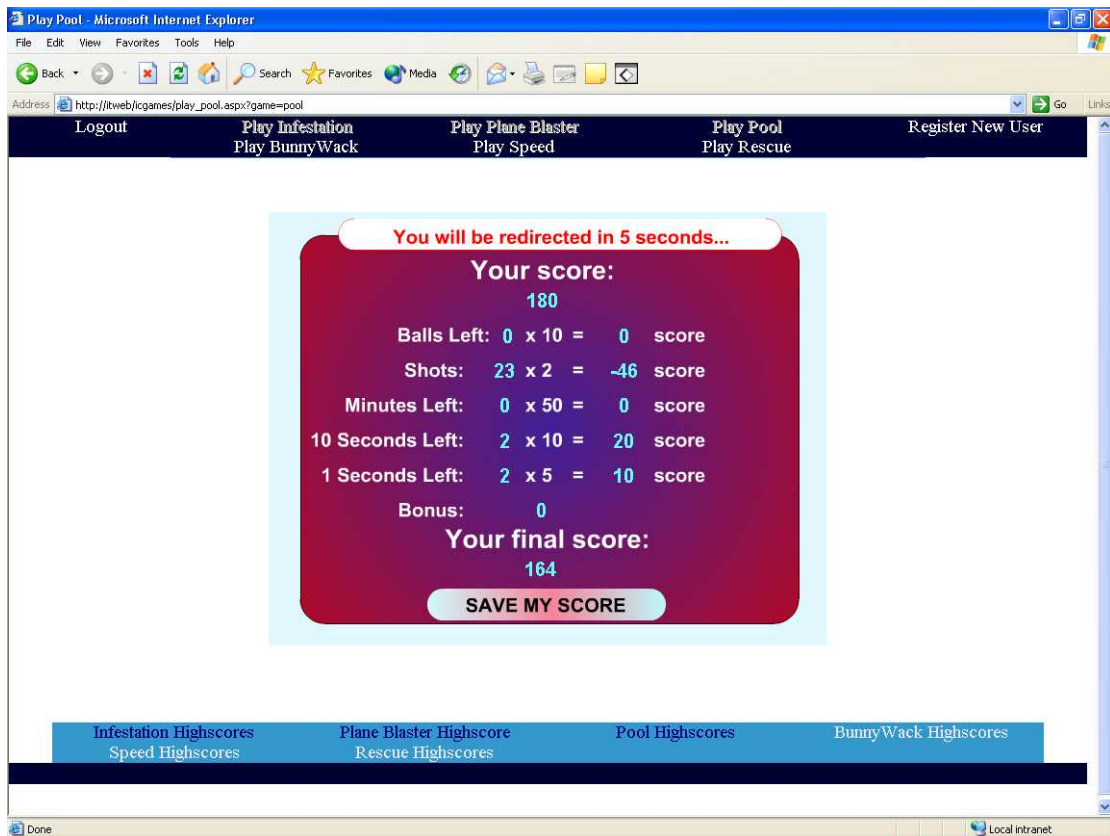 Play Pool - Microsoft Internet Explorer
File Edit View Favorites Tools Help
Back Search Favorites Media
Address http://itweb/icgames/play_pool.aspx?game=pool Go Links
Logout Play Infestation Play Plane Blaster Play Pool Register New User
Play BunnyWack Play Speed Play Rescue
You will be redirected in 5 seconds...
Your score:
180
Balls Left: 0 x 10 = 0 score
Shots: 23 x 2 = -46 score
Minutes Left: 0 x 50 = 0 score
10 Seconds Left: 2 x 10 = 20 score
1 Seconds Left: 2 x 5 = 10 score
Bonus: 0
Your final score:
164
SAVE MY SCORE
Infestation Highscores Plane Blaster Highscore Pool Highscores BunnyWack Highscores
Speed Highscores Rescue Highscores
Done Local intranet